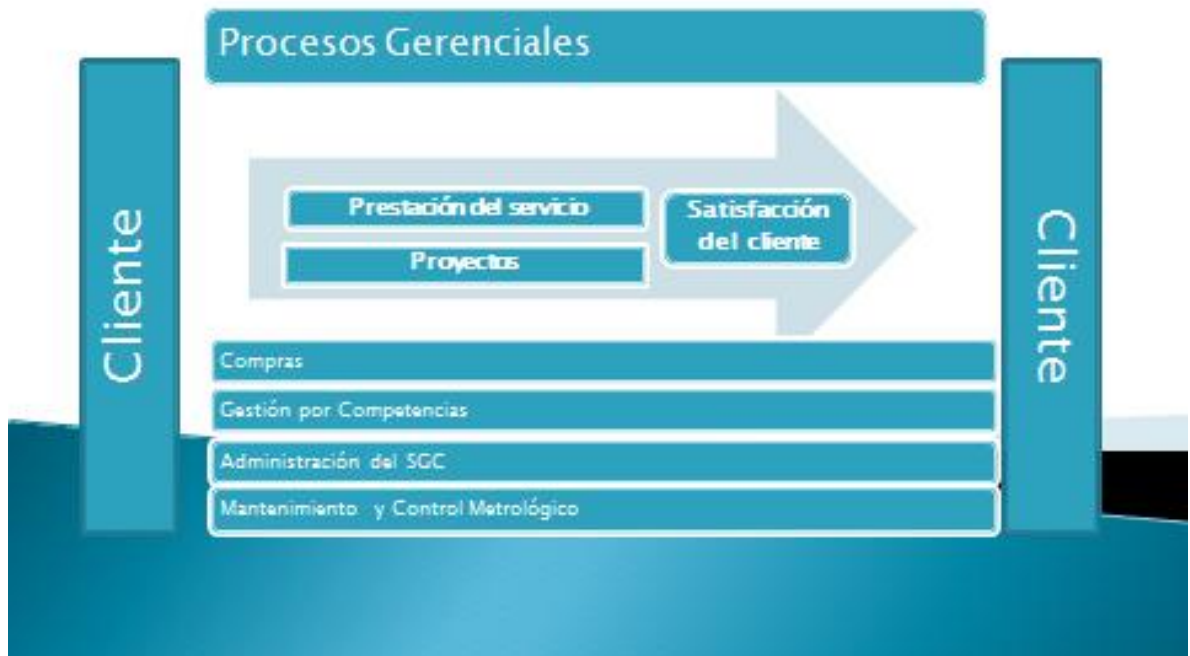 Procesos Gerenciales
Cliente
Prestación del servicio
Proyectos
Satisfacción
del cliente
Cliente
Compras
Gestión por Competencias
Administración del SGC
Mantenimiento y Control Metrológico